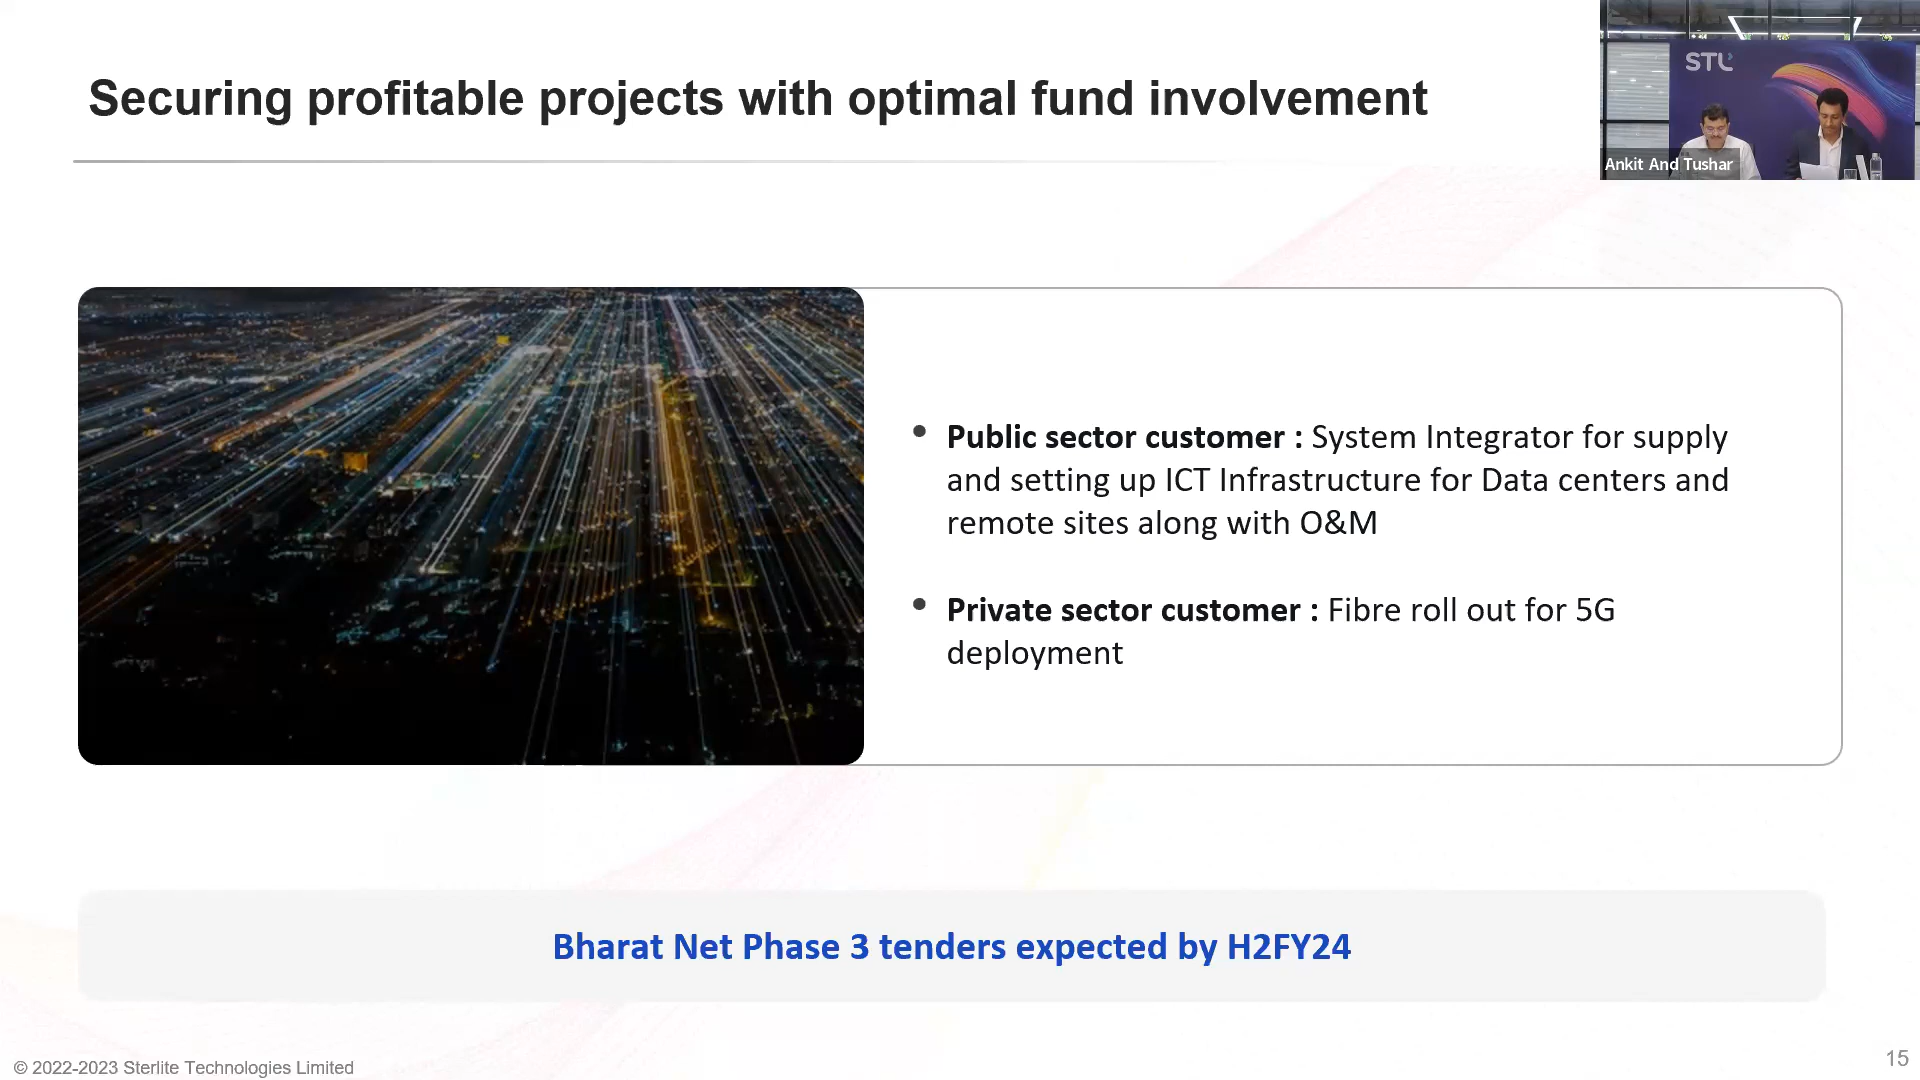 Securing profitable projects with optimal fund involvement
STL
Ankit And Tushar
• Public sector customer : System Integrator for supply
and setting up ICT Infrastructure for Data centers and
remote sites along with O&M
• Private sector customer : Fibre roll out for 5G
deployment
Bharat Net Phase 3 tenders expected by H2FY24
© 2022-2023 Sterlite Technologies Limited
15